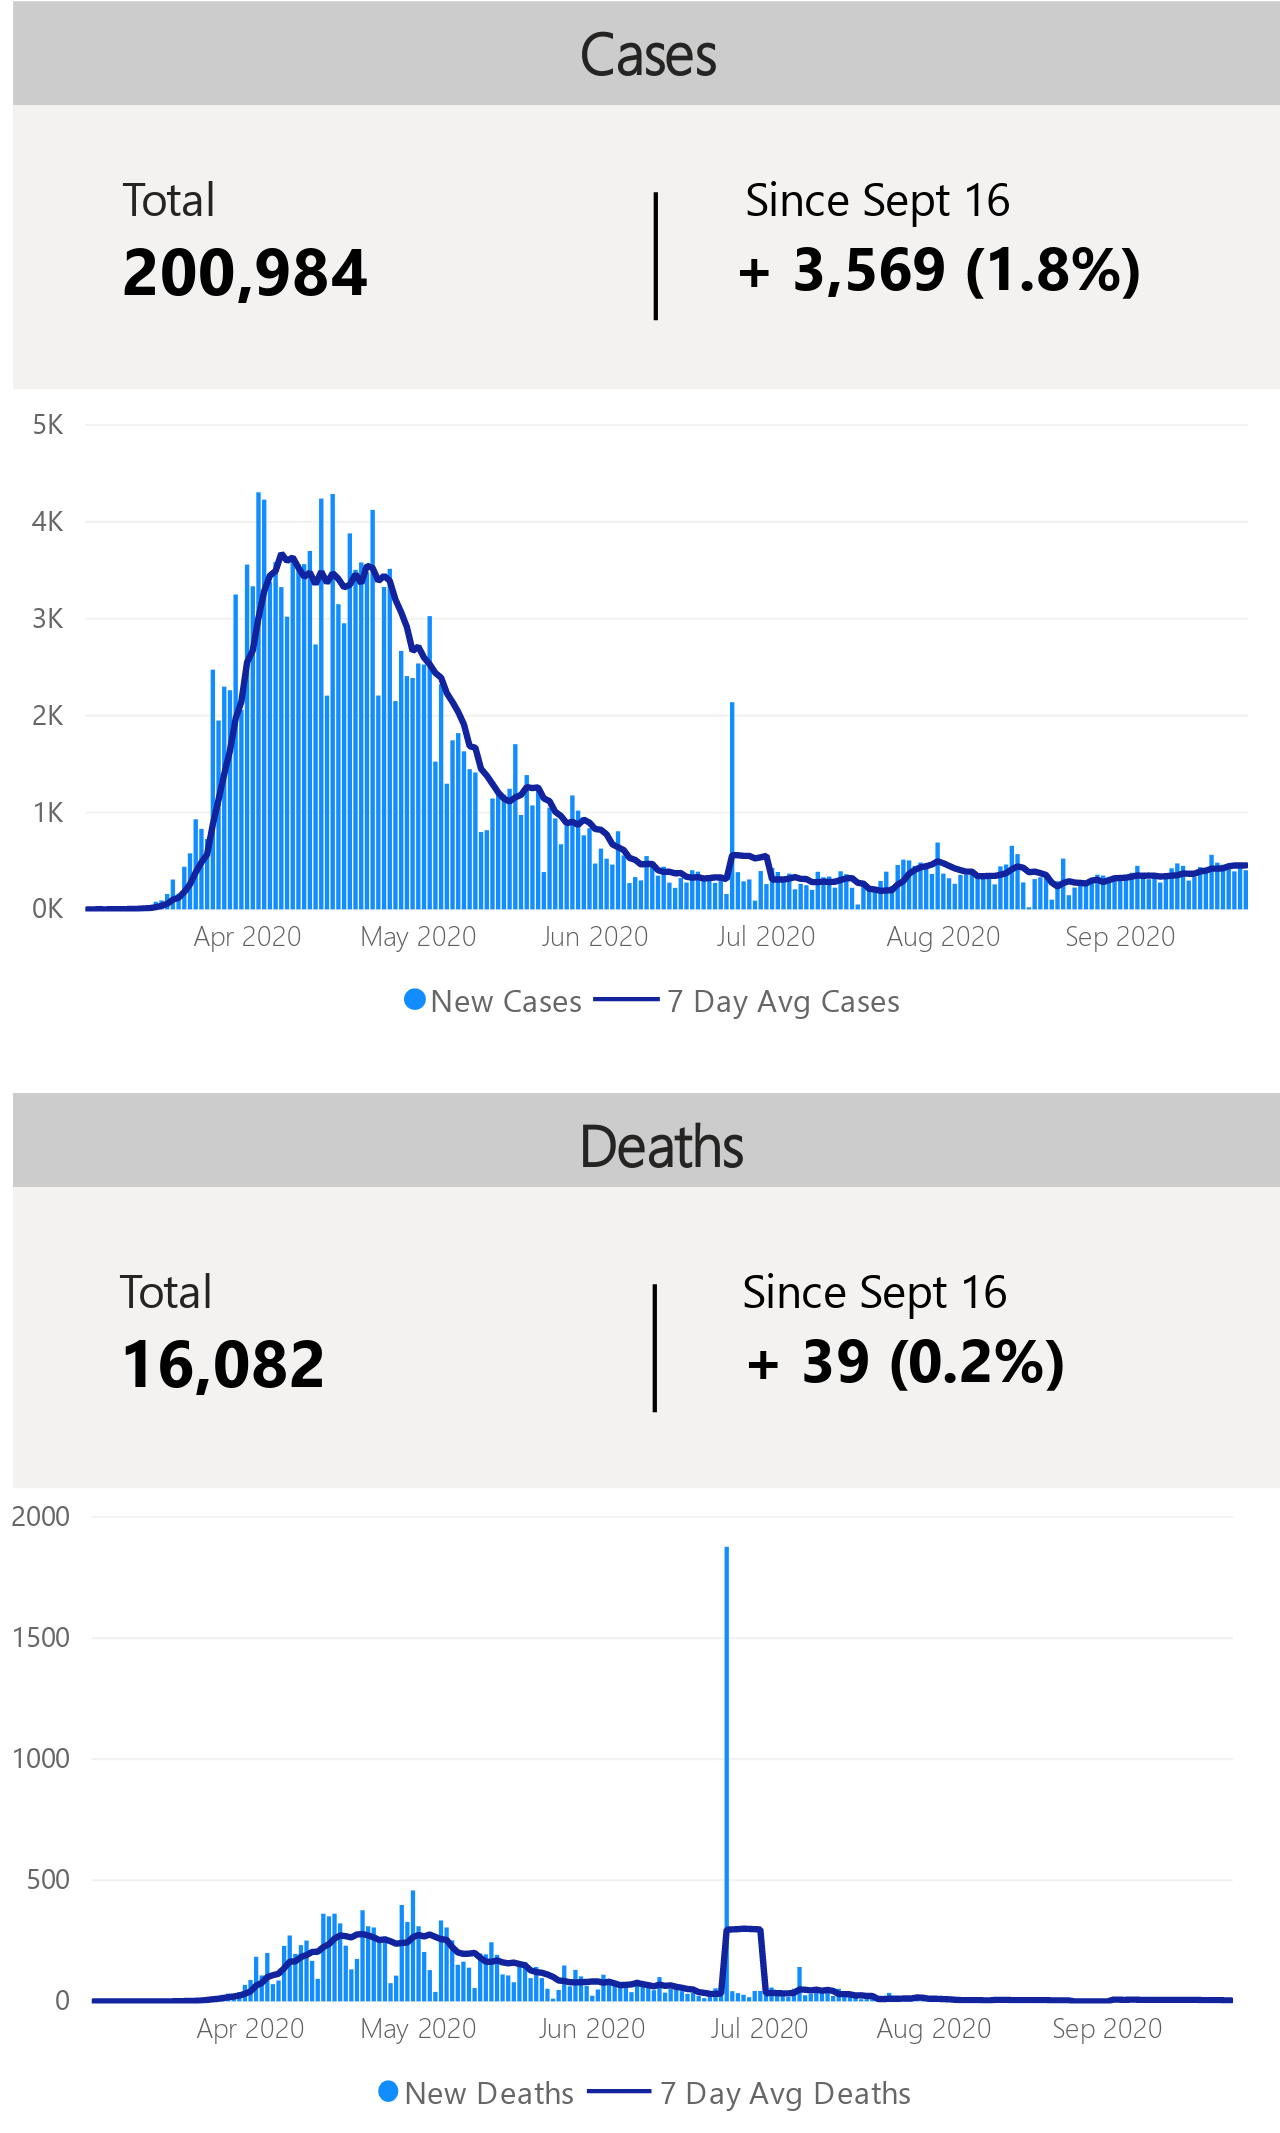 Cases
Total
Since Sept 16
200,984
+ 3,569 (1.8%)
5K
4K
3K
2K
1K
0K
Apr 2020 May 2020 Jun 2020 Jul 2020 Aug 2020 Sep 2020
New Cases 7 Day Avg Cases
Deaths
Total
Since Sept 16
16,082
+ 39 (0.2%)
2000
1500
1000
500
0
Apr 2020 May 2020 Jun 2020 Jul 2020 Aug 2020 Sep 2020
New Deaths 7 Day Avg Deaths